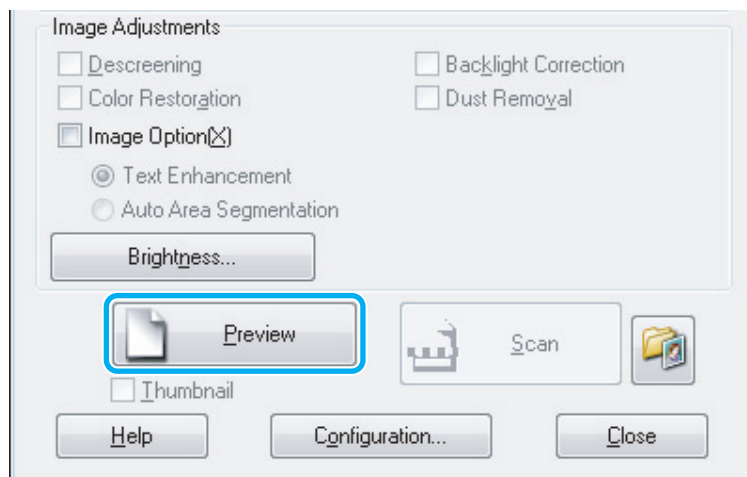 Image Adjustments
Descreening Backlight Correction
Color Restoration Dust Removal
Image Option(X)
Text Enhancement
Auto Area Segmentation
Brightness...
Preview Scan
Thumbnail
Help Configuration... Close